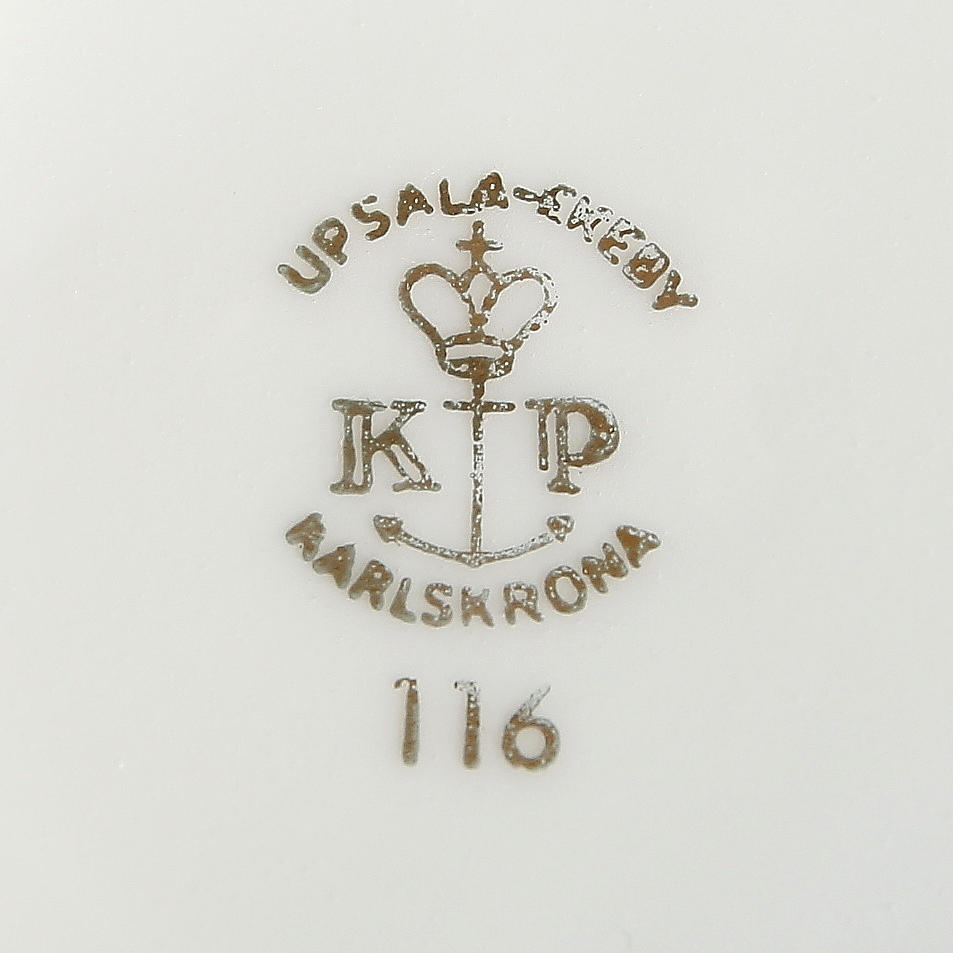 UPSALA-EKEBY
K P
KARLSKRONA
116